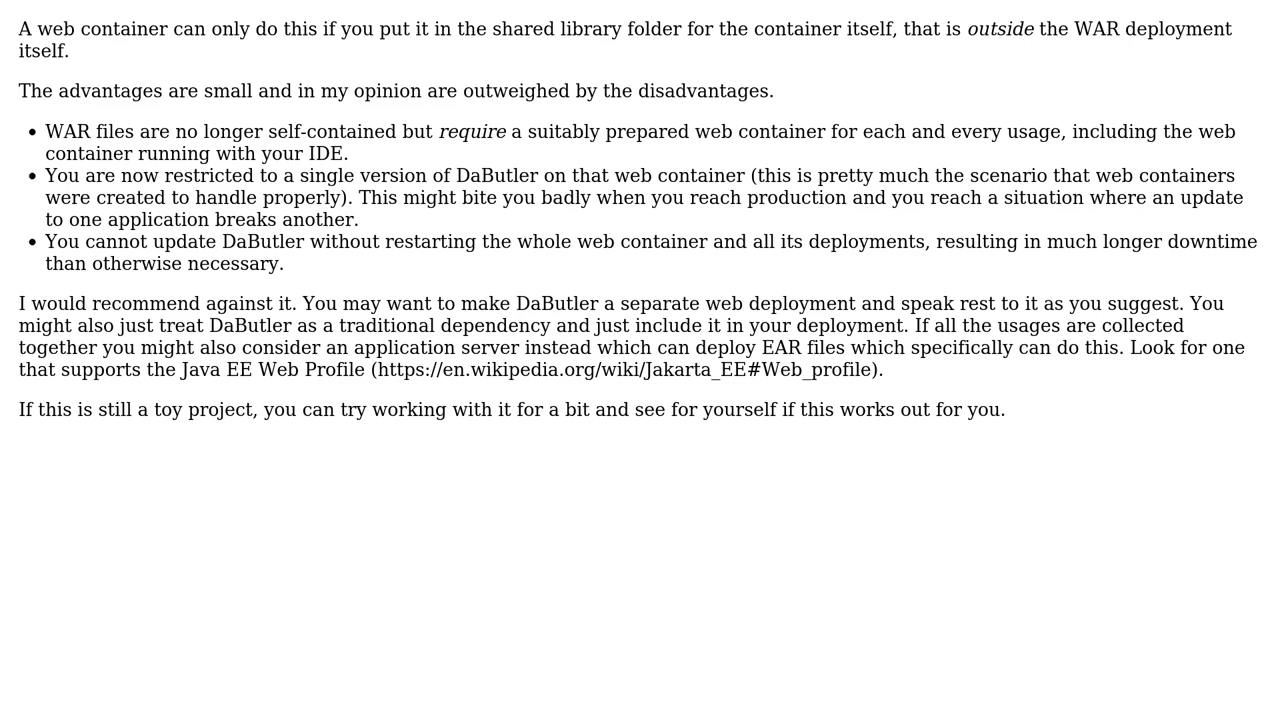 A web container can only do this if you put it in the shared library folder for the container itself, that is outside the WAR deployment
itself.
The advantages are small and in my opinion are outweighed by the disadvantages.
• WAR files are no longer self-contained but require a suitably prepared web container for each and every usage, including the web
container running with your IDE.
• You are now restricted to a single version of DaButler on that web container (this is pretty much the scenario that web containers
were created to handle properly). This might bite you badly when you reach production and you reach a situation where an update
to one application breaks another.
• You cannot update DaButler without restarting the whole web container and all its deployments, resulting in much longer downtime
than otherwise necessary.
I would recommend against it. You may want to make DaButler a separate web deployment and speak rest to it as you suggest. You
might also just treat DaButler as a traditional dependency and just include it in your deployment. If all the usages are collected
together you might also consider an application server instead which can deploy EAR files which specifically can do this. Look for one
that supports the Java EE Web Profile (https://en.wikipedia.org/wiki/Jakarta_EE#Web_profile).
If this is still a toy project, you can try working with it for a bit and see for yourself if this works out for you.